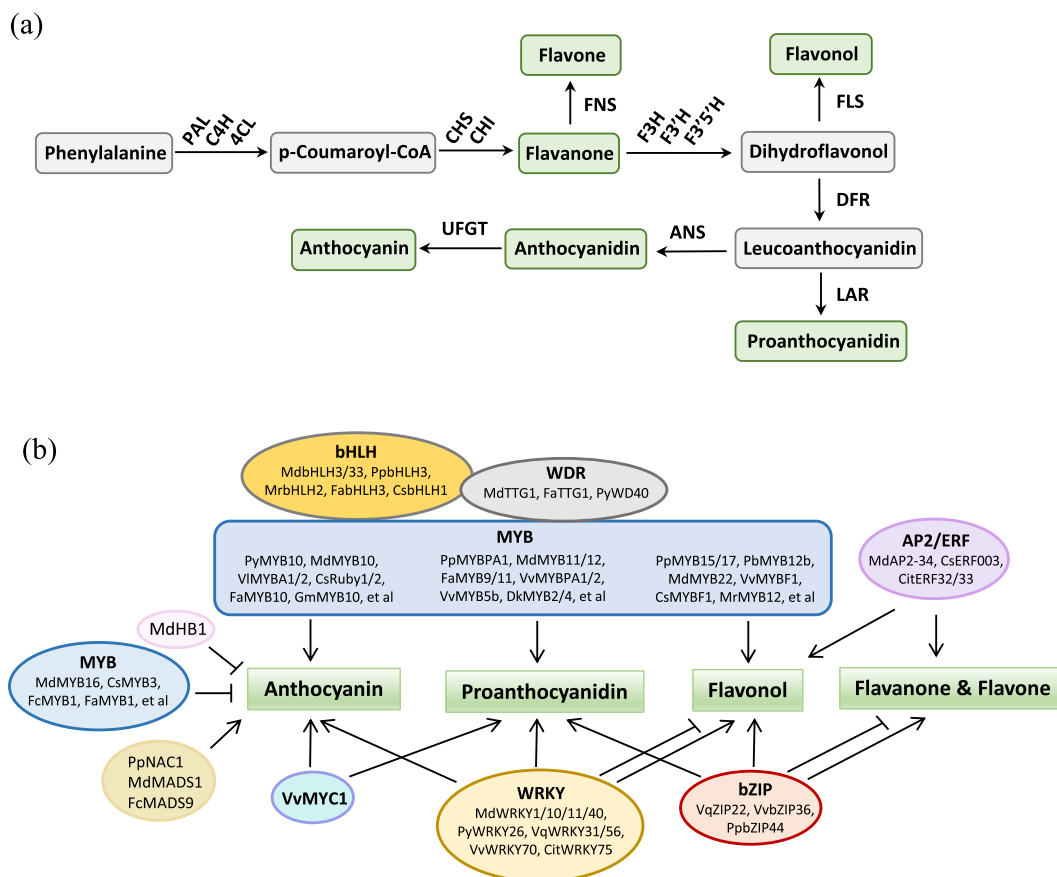 (a)
Flavone
Flavonol
FNS
FLS
PAL
C4H
4CL
CHS
CHI
F3H
F3'H
F3'5'H
Phenylalanine
p-Coumaroyl-CoA
Flavanone
Dihydroflavonol
DFR
Anthocyanin
UFGT
Anthocyanidin
ANS
Leucoanthocyanidin
LAR
Proanthocyanidin
(b)
bHLH
MdbHLH3/33, PpbHLH3,
MrbHLH2, FabHLH3, CsbHLH1
WDR
MdTTG1, FaTTG1, PyWD40
MYB
PyMYB10, MdMYB10,
VlMYBA1/2, CsRuby1/2,
FaMYB10, GmMYB10, et al
PpMYBPA1, MdMYB11/12,
FaMYB9/11, VvMYBPA1/2,
VvMYB5b, DkMYB2/4, et al
PpMYB15/17, PbMYB12b,
MdMYB22, VvMYBF1,
CsMYBF1, MrMYB12, et al
AP2/ERF
MdAP2-34, CsERF003,
CitERF32/33
MdHB1
MYB
MdMYB16, CsMYB3,
FcMYB1, FaMYB1, et al
Anthocyanin
Proanthocyanidin
Flavonol
Flavanone & Flavone
PpNAC1
MdMADS1
FcMADS9
VvMYC1
WRKY
MdWRKY1/10/11/40,
PyWRKY26, VqWRKY31/56,
VvWRKY70, CitWRKY75
bZIP
VqZIP22, VvbZIP36,
PpbZIP44